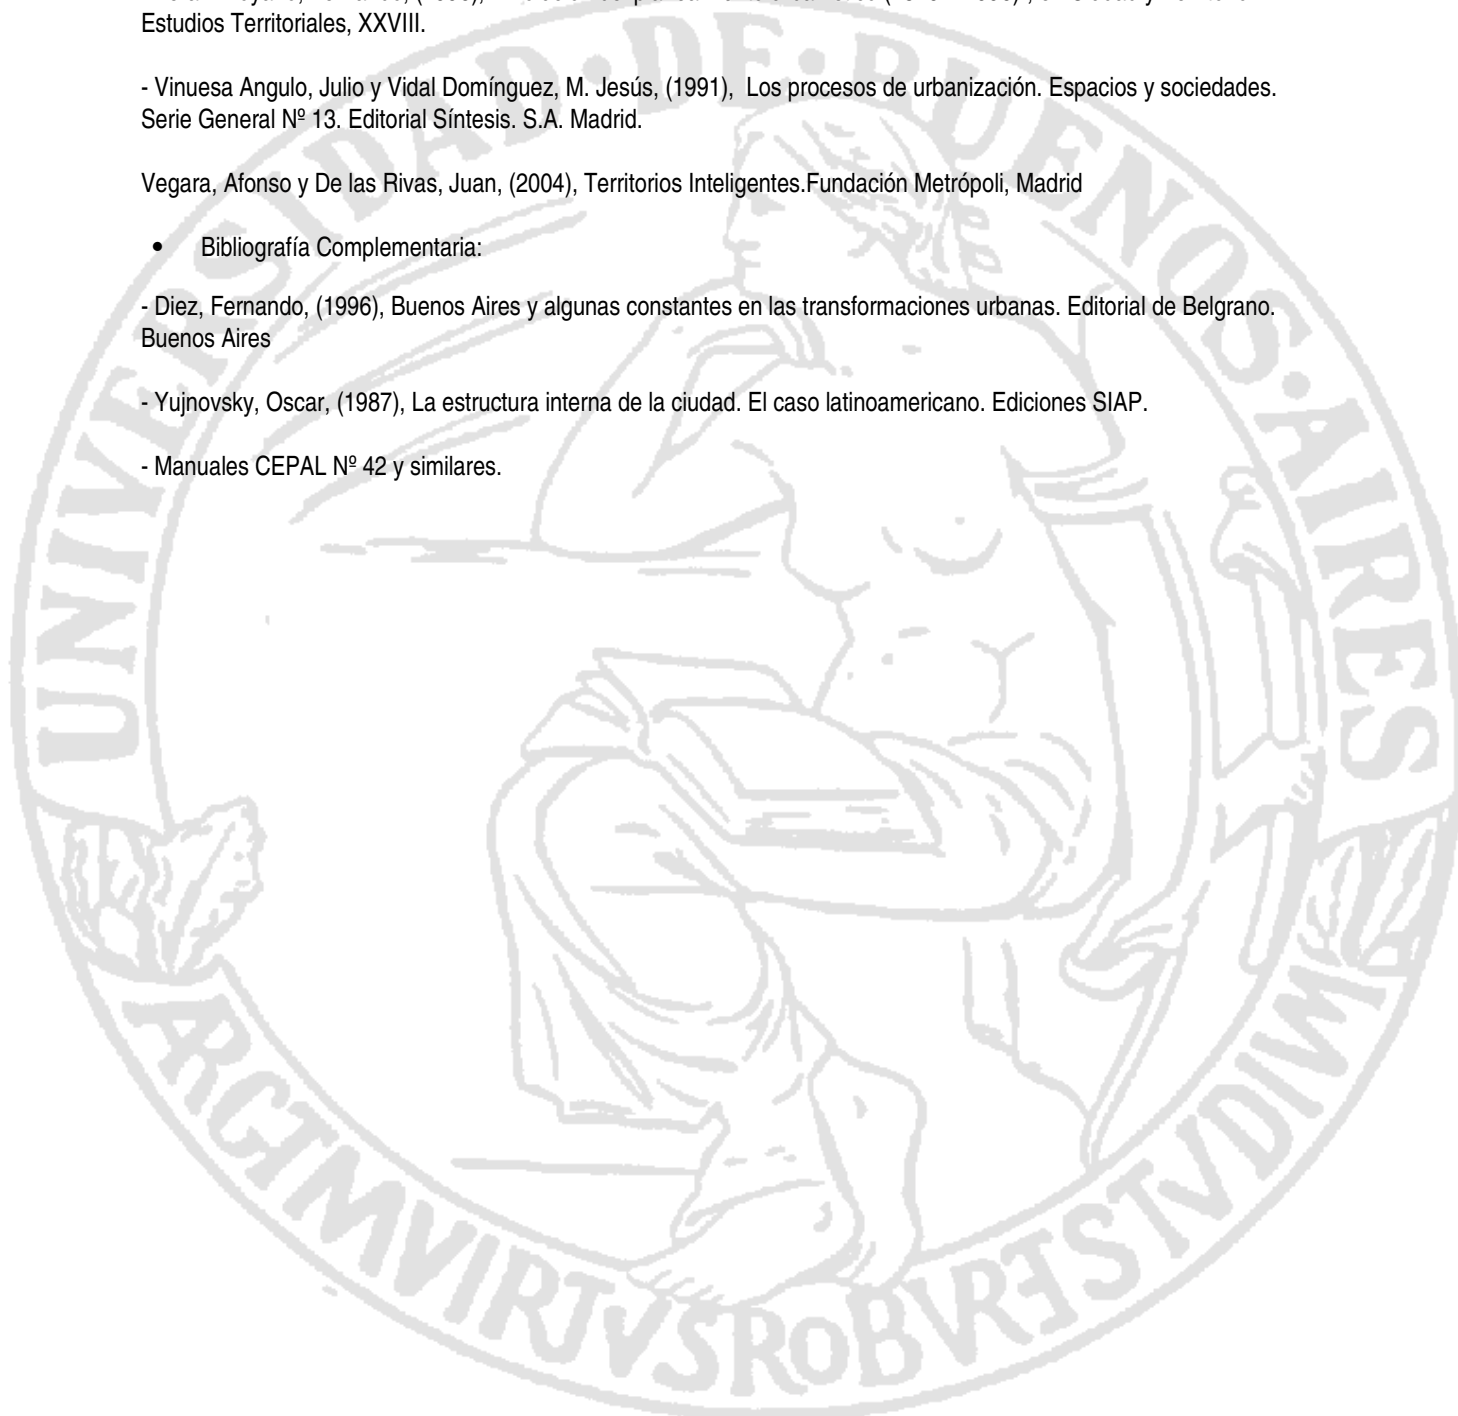 Estudios Territoriales, XXVIII.
- Vinuesa Angulo, Julio y Vidal Domínguez, M. Jesús, (1991), Los procesos de urbanización. Espacios y sociedades.
Serie General Nº 13. Editorial Síntesis. S.A. Madrid.
Vegara, Afonso y De las Rivas, Juan, (2004), Territorios Inteligentes.Fundación Metrópoli, Madrid
• Bibliografía Complementaria:
- Diez, Fernando, (1996), Buenos Aires y algunas constantes en las transformaciones urbanas. Editorial de Belgrano.
Buenos Aires
- Yujnovsky, Oscar, (1987), La estructura interna de la ciudad. El caso latinoamericano. Ediciones SIAP.
- Manuales CEPAL Nº 42 y similares.
UNIVERSIDAD·DE·BUENOS·AIRES
ARGTMVIRTVSROBVRESTVDIVM